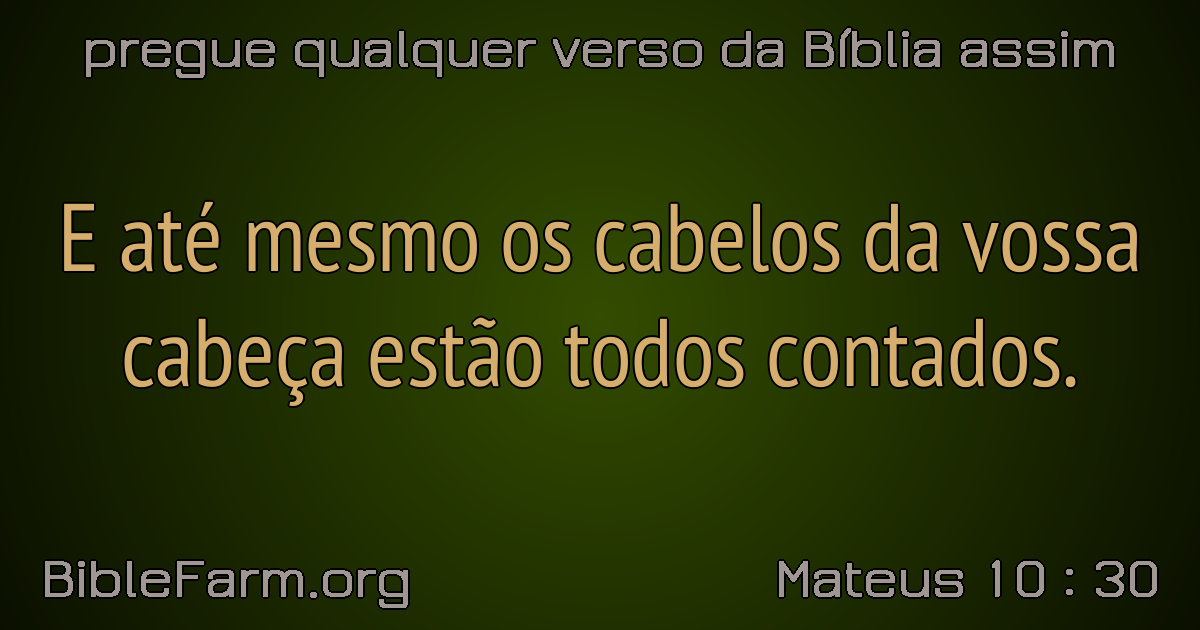 pregue qualquer verso da Bíblia assim
E até mesmo os cabelos da vossa
cabeça estão todos contados.
BibleFarm.org
Mateus 10 : 30